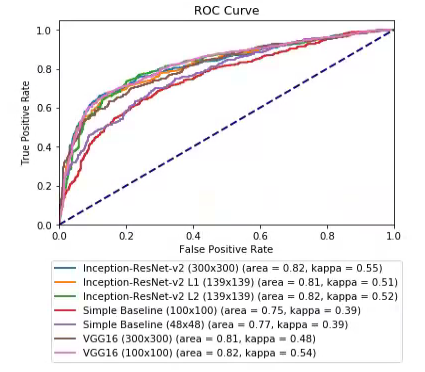 ROC Curve
1.0
0.8
0.6
0.4
0.2
0.0
True Positive Rate
0.0 0.2 0.4 0.6 0.8 1.0
False Positive Rate
Inception-ResNet-v2 (300x300) (area = 0.82, kappa = 0.55)
Inception-ResNet-v2 L1 (139x139) (area = 0.81, kappa = 0.51)
Inception-ResNet-v2 L2 (139x139) (area = 0.82, kappa = 0.52)
Simple Baseline (100x100) (area = 0.75, kappa = 0.39)
Simple Baseline (48x48) (area = 0.77, kappa = 0.39)
VGG16 (300x300) (area = 0.81, kappa = 0.48)
VGG16 (100x100) (area = 0.82, kappa = 0.54)